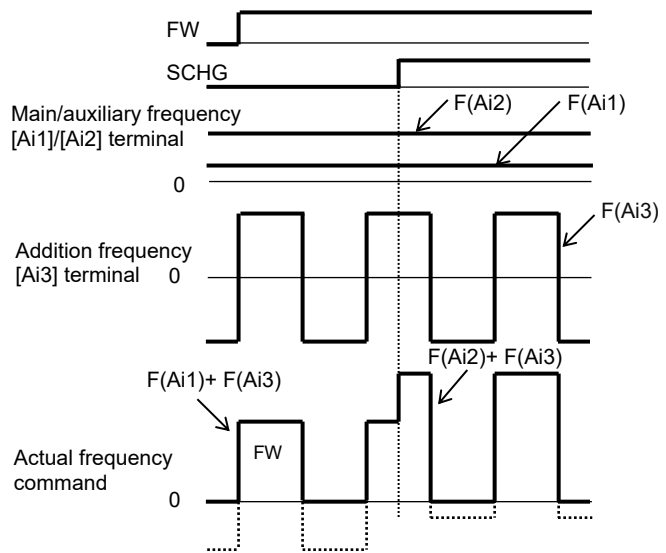 FW
SCHG
F(Ai2)
F(Ai1)
Main/auxiliary frequency
[Ai1]/[Ai2] terminal
0
F(Ai3)
Addition frequency
[Ai3] terminal
0
F(Ai2)+ F(Ai3)
F(Ai1)+ F(Ai3)
FW
Actual frequency
command
0